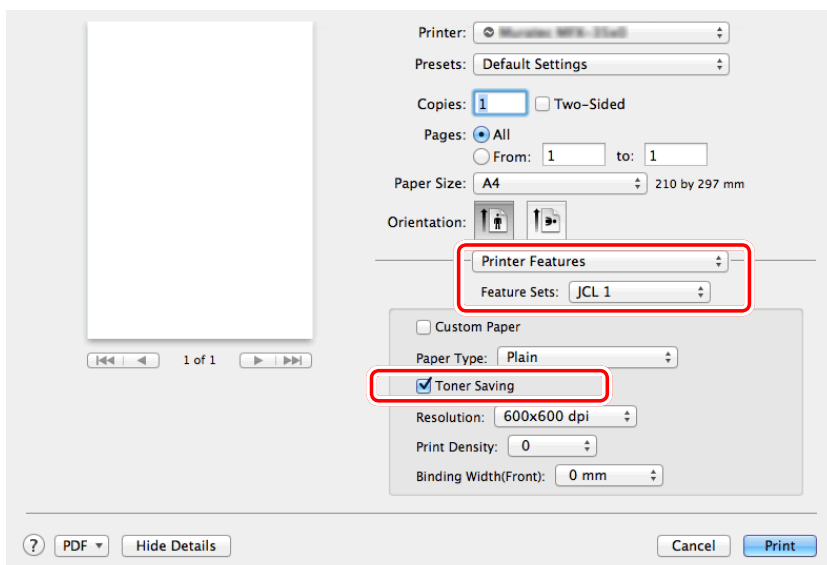 Printer:
Presets: Default Settings
Copies: 1 Two-Sided
Pages: All
From: 1 to: 1
Paper Size: A4 210 by 297 mm
Orientation:
Printer Features
Feature Sets: JCL 1
Custom Paper
1 of 1
Paper Type: Plain
Toner Saving
Resolution: 600x600 dpi
Print Density: 0
Binding Width(Front): 0 mm
? PDF Hide Details Cancel Print